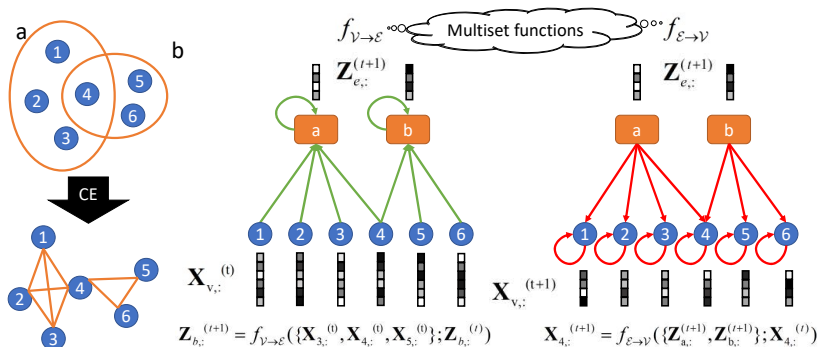 a
b
1
2
3
4
5
6
CE
1
2
3
4
5
6
f_{𝒱→ℰ}
Multiset functions
f_{ℰ→𝒱}
Z_{e,:}^{(t+1)}
a
b
1 2 3 4 5 6
X_{v,:}^{(t)}
Z_{b,:}^{(t+1)} = f_{𝒱→ℰ}({X_{3,:}^{(t)}, X_{4,:}^{(t)}, X_{5,:}^{(t)}}; Z_{b,:}^{(t)})
Z_{e,:}^{(t+1)}
a
b
1 2 3 4 5 6
X_{v,:}^{(t+1)}
X_{4,:}^{(t+1)} = f_{ℰ→𝒱}({Z_{a,:}^{(t+1)}, Z_{b,:}^{(t+1)}}; X_{4,:}^{(t)})